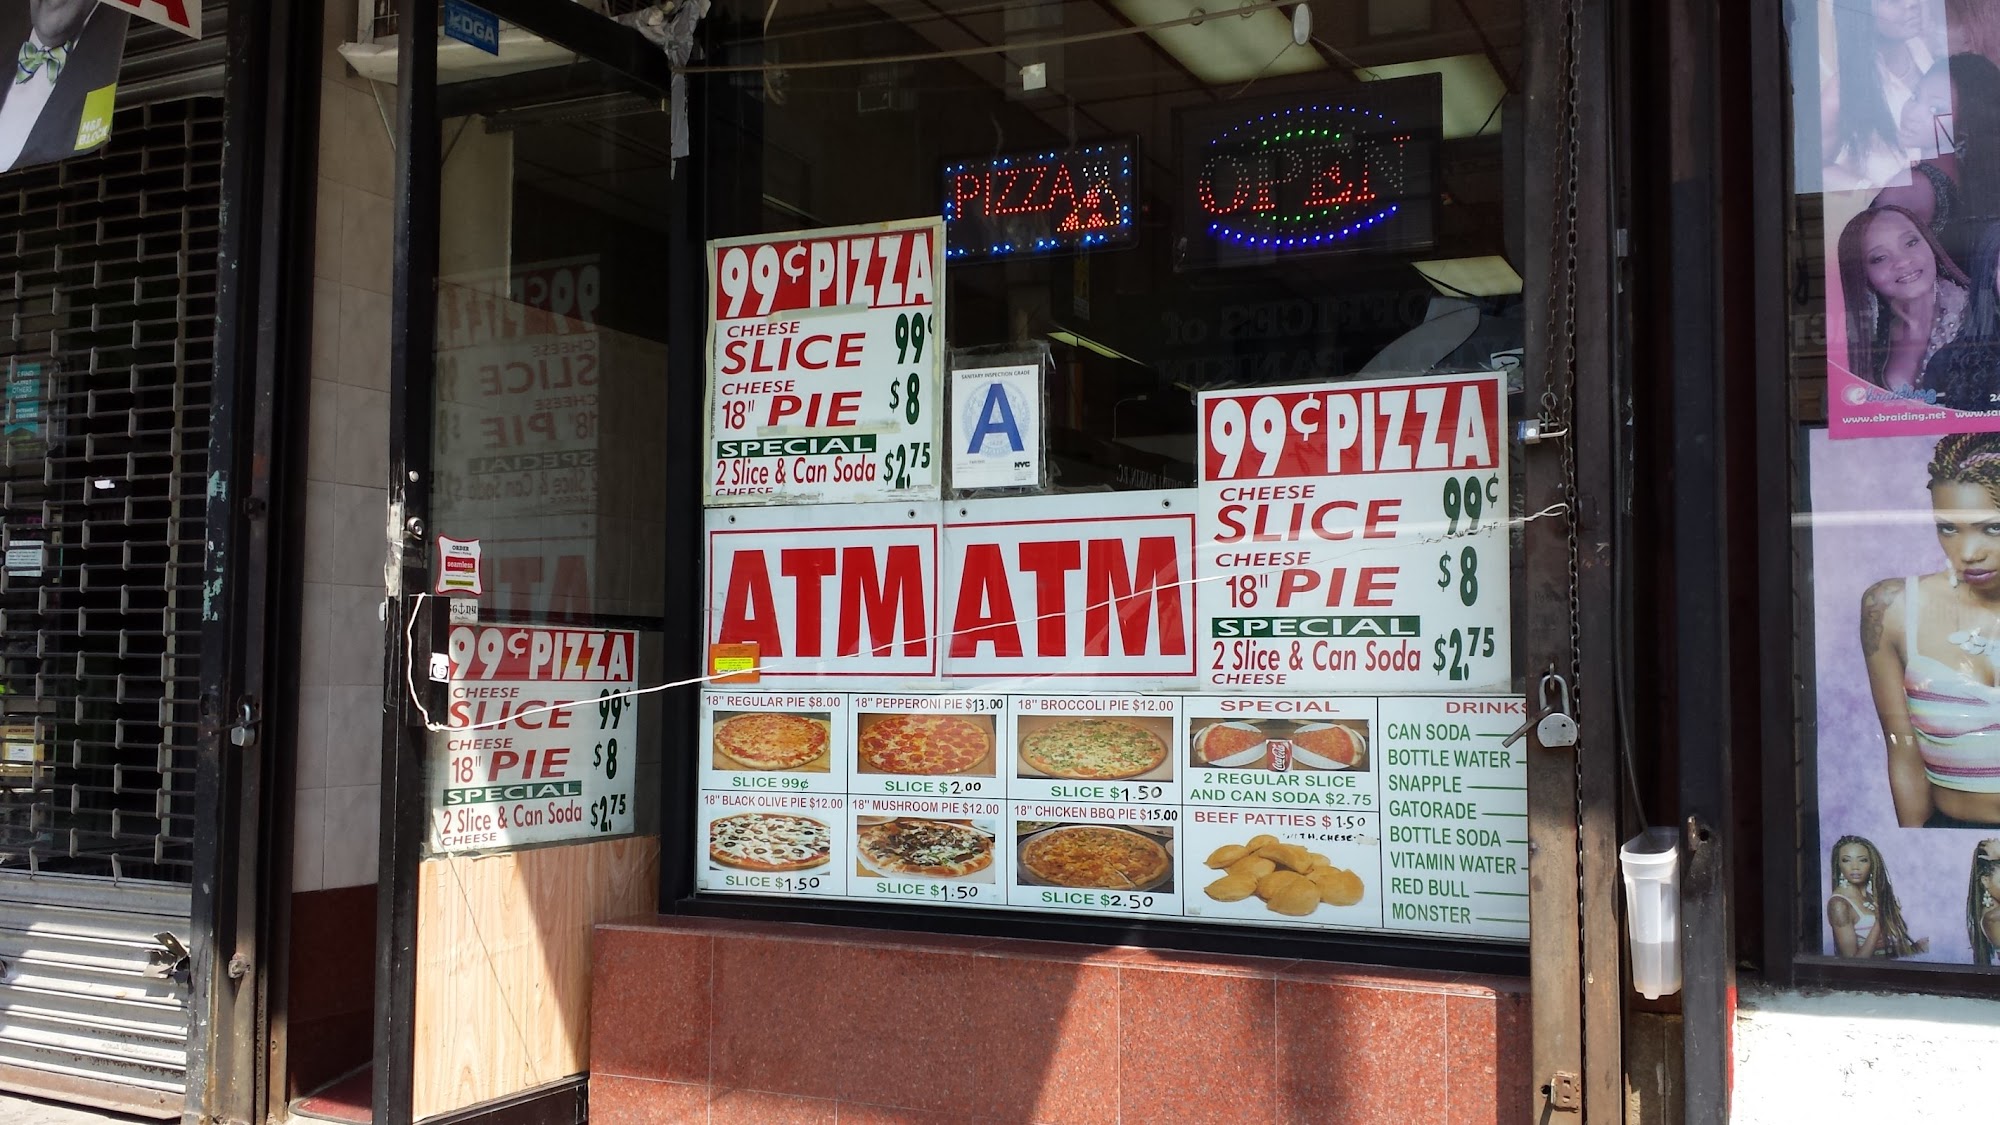 H&R
BLOCK
DGA
PIZZA
OPEN
99¢ PIZZA
CHEESE
SLICE 99¢
CHEESE
18" PIE $8
SPECIAL
2 Slice & Can Soda $2.75
CHEESE
SANITARY INSPECTION GRADE
A
NYC
99¢ PIZZA
CHEESE
SLICE 99¢
CHEESE
18" PIE $8
SPECIAL
2 Slice & Can Soda $2.75
CHEESE
ATM
ATM
ORDER
seamless
99¢ PIZZA
CHEESE
SLICE 99¢
CHEESE
18" PIE $8
SPECIAL
2 Slice & Can Soda $2.75
CHEESE
18" REGULAR PIE $8.00
SLICE 99¢
18" PEPPERONI PIE $13.00
SLICE $2.00
18" BROCCOLI PIE $12.00
SLICE $1.50
SPECIAL
Coca-Cola
2 REGULAR SLICE
AND CAN SODA $2.75
18" BLACK OLIVE PIE $12.00
SLICE $1.50
18" MUSHROOM PIE $12.00
SLICE $1.50
18" CHICKEN BBQ PIE $15.00
SLICE $2.50
BEEF PATTIES $1.50
DRINKS
CAN SODA
BOTTLE WATER
SNAPPLE
GATORADE
BOTTLE SODA
VITAMIN WATER
RED BULL
MONSTER
www.ebraiding.net